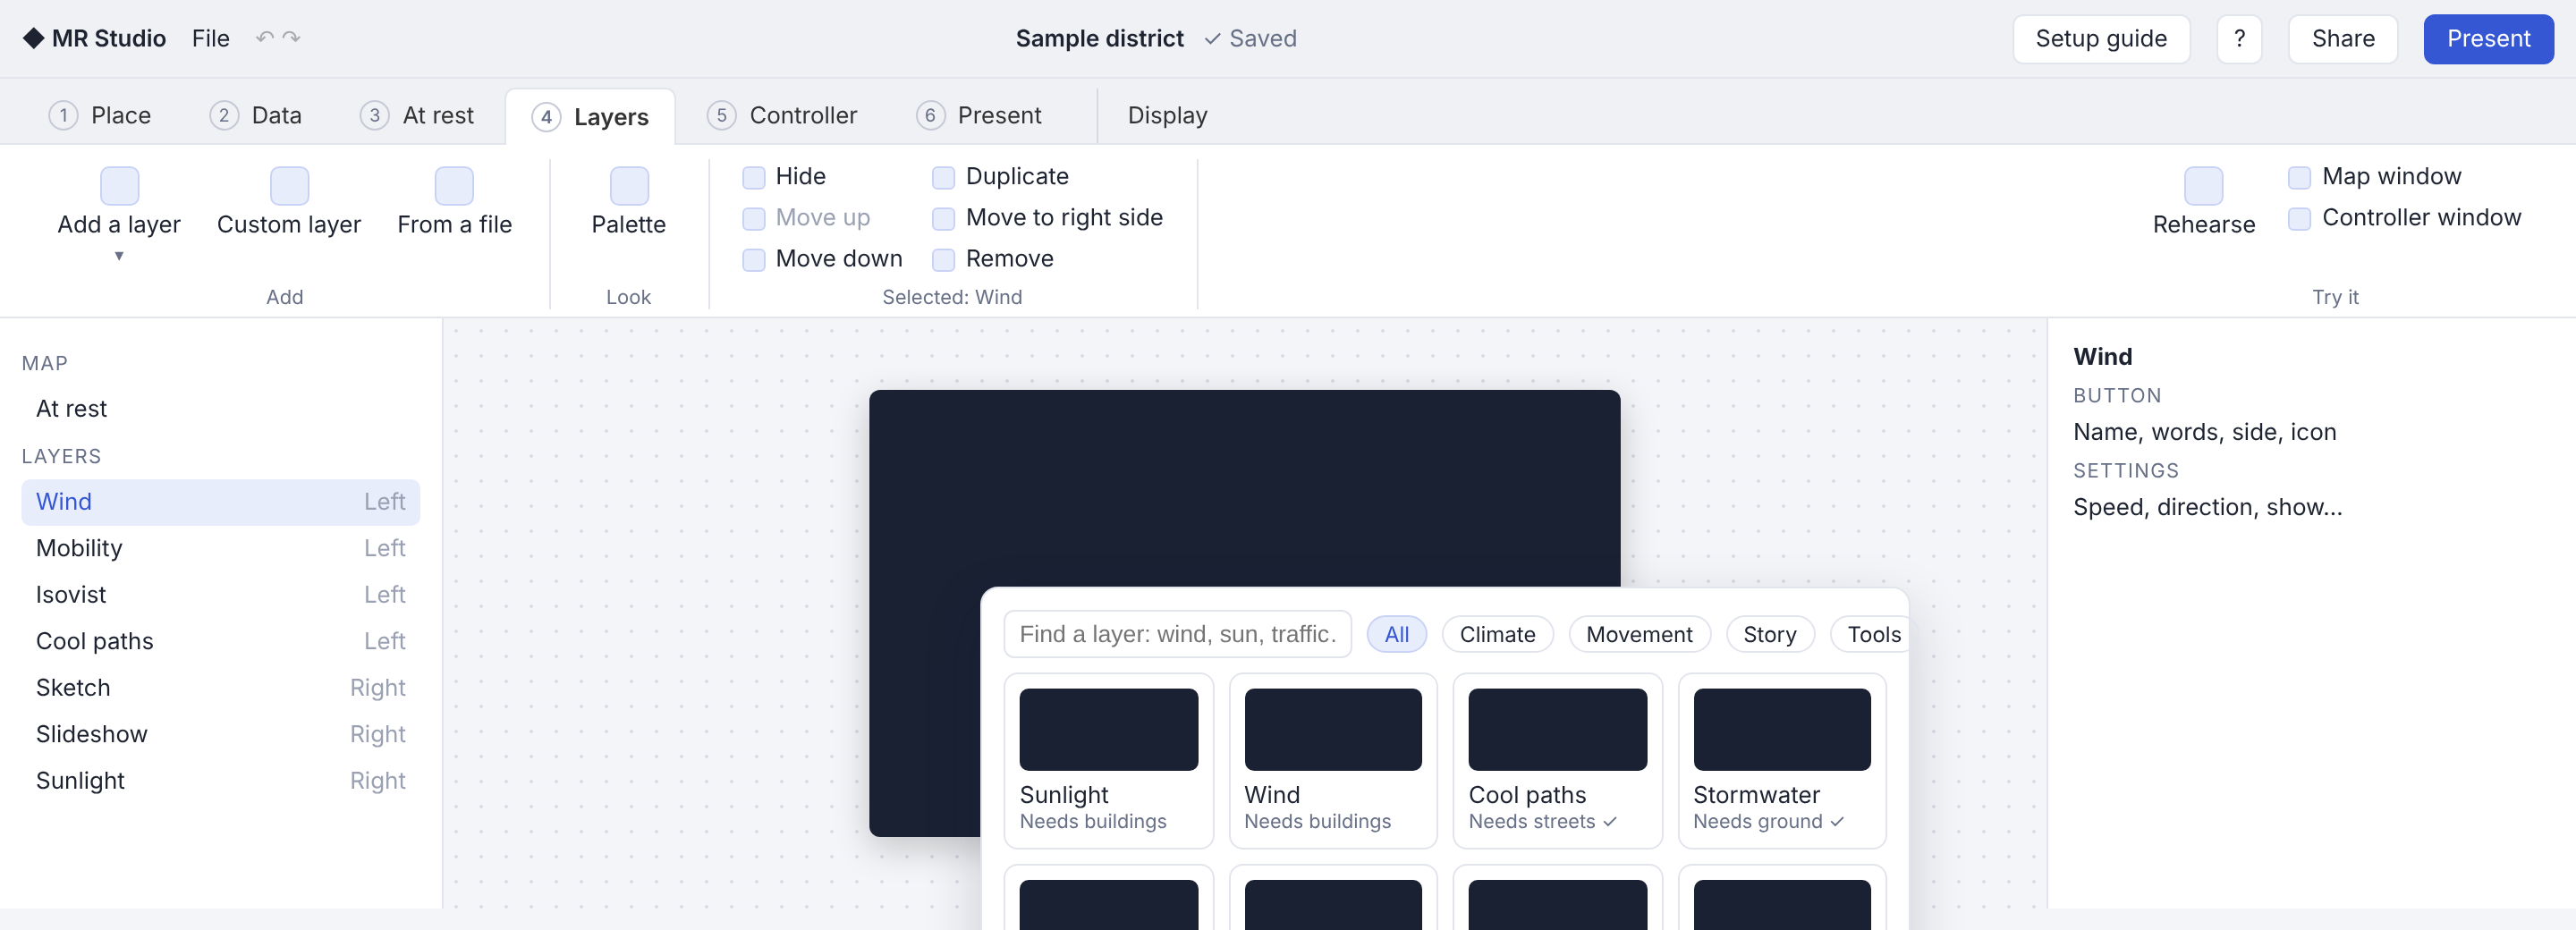 MR Studio File Sample district ✓ Saved Setup guide ? Share Present
1 Place 2 Data 3 At rest 4 Layers 5 Controller 6 Present Display
Add a layer ▼ Custom layer From a file
Add
Palette
Look
Hide Duplicate
Move up Move to right side
Move down Remove
Selected: Wind
Rehearse
Map window
Controller window
Try it
MAP
At rest
LAYERS
Wind Left
Mobility Left
Isovist Left
Cool paths Left
Sketch Right
Slideshow Right
Sunlight Right
Find a layer: wind, sun, traffic. All Climate Movement Story Tools
Sunlight
Needs buildings
Wind
Needs buildings
Cool paths
Needs streets ✓
Stormwater
Needs ground ✓
Wind
BUTTON
Name, words, side, icon
SETTINGS
Speed, direction, show...